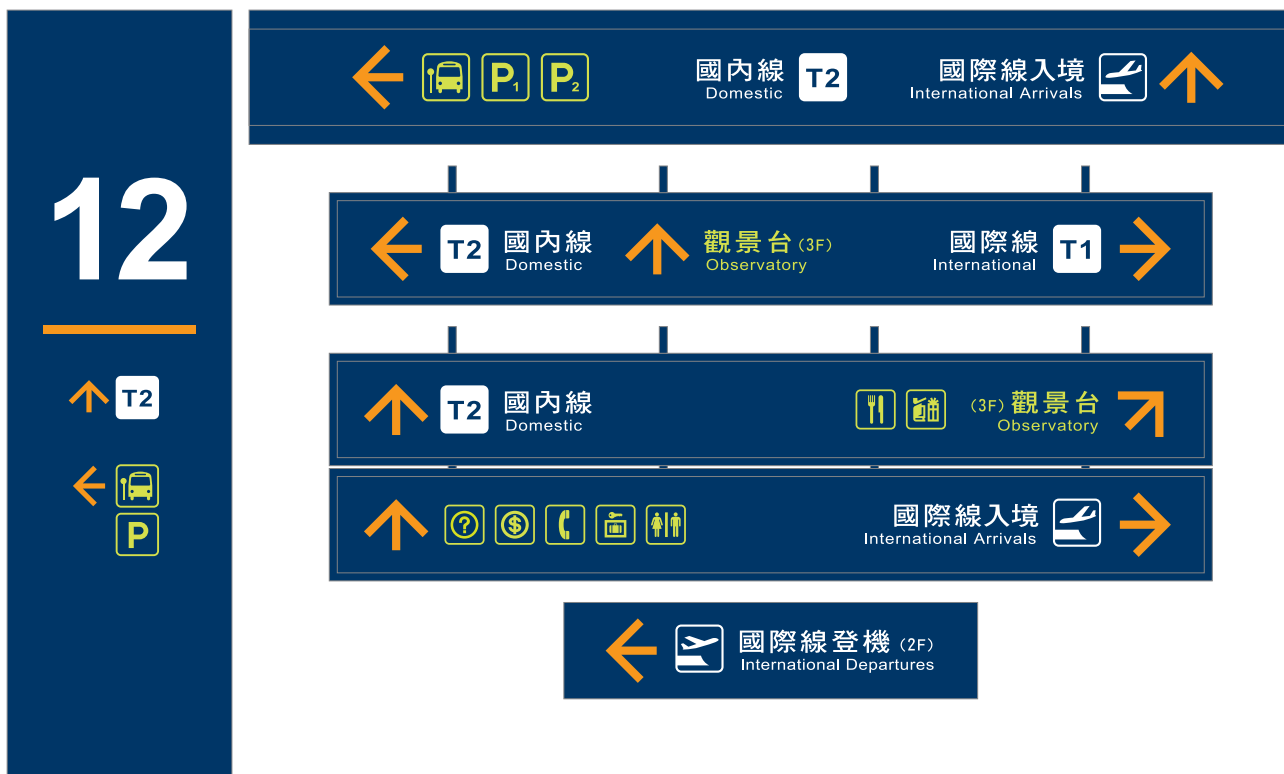 12
T2
P
P1 P2
國內線 T2
Domestic
國際線入境
International Arrivals
T2 國內線
Domestic
觀景台(3F)
Observatory
國際線 T1
International
T2 國內線
Domestic
(3F)觀景台
Observatory
? $
國際線入境
International Arrivals
國際線登機(2F)
International Departures